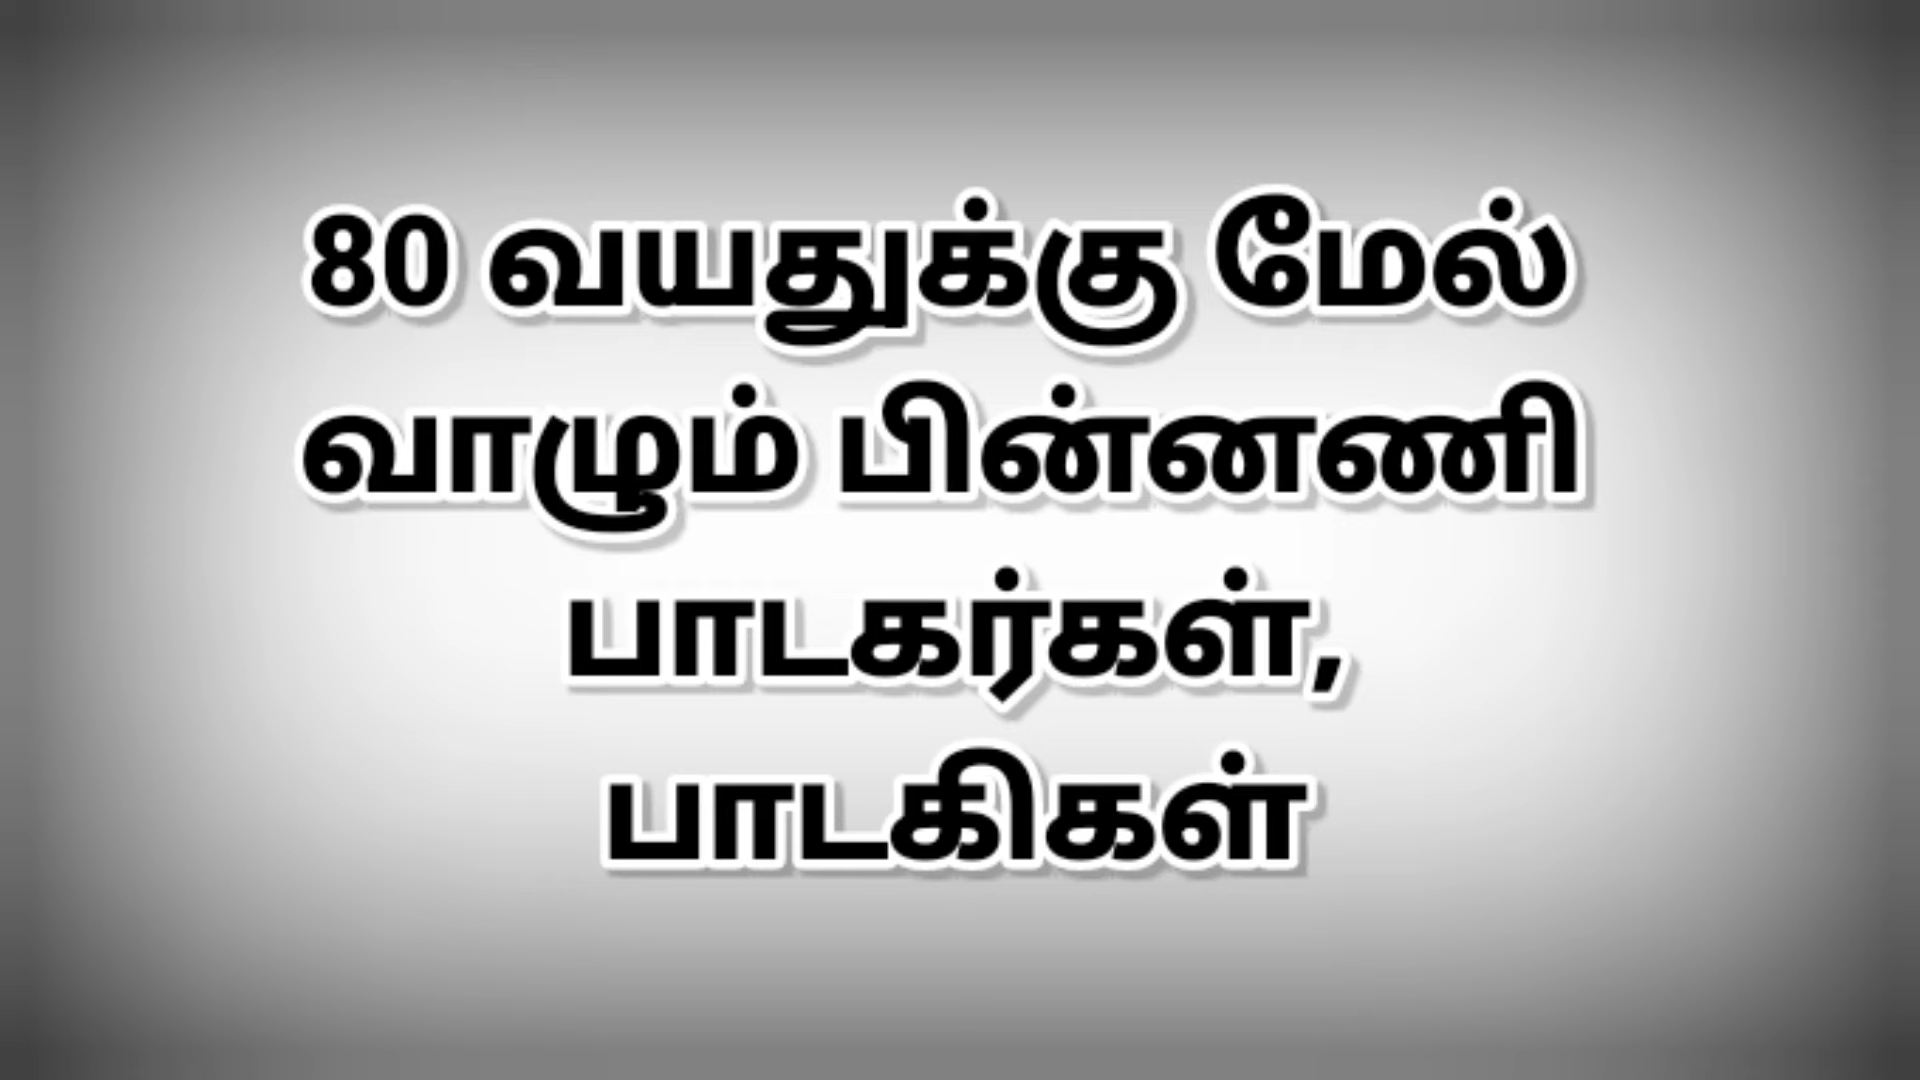 80 வயதுக்கு மேல்
வாழும் பின்னணி
பாடகர்கள்,
பாடகிகள்